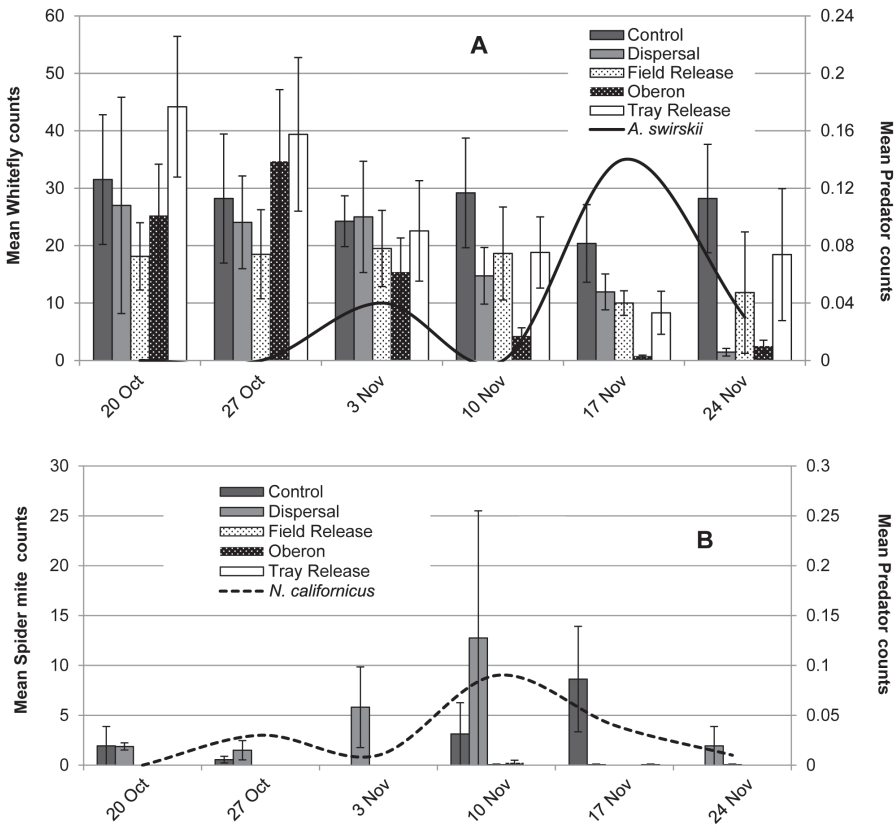 60
50
40
30
20
10
0
Mean Whitefly counts
A
Control
Dispersal
Field Release
Oberon
Tray Release
A. swirskii
0.24
0.2
0.16
0.12
0.08
0.04
0
Mean Predator counts
20 Oct
27 Oct
3 Nov
10 Nov
17 Nov
24 Nov
30
25
20
15
10
5
0
Mean Spider mite counts
Control
Dispersal
Field Release
Oberon
Tray Release
N. californicus
B
0.3
0.25
0.2
0.15
0.1
0.05
0
Mean Predator counts
20 Oct
27 Oct
3 Nov
10 Nov
17 Nov
24 Nov